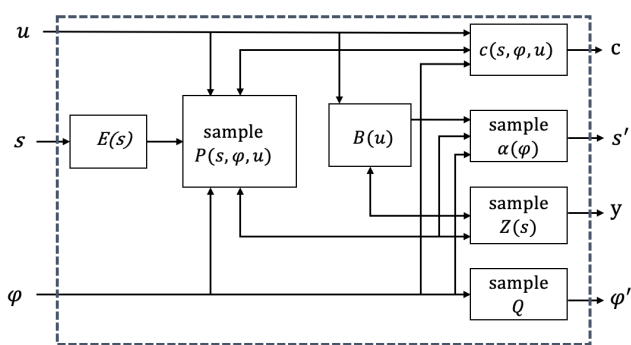 u
c(s, φ, u)
c
s
E(s)
sample
P(s, φ, u)
B(u)
sample
α(φ)
s′
sample
Z(s)
y
φ
sample
Q
φ′